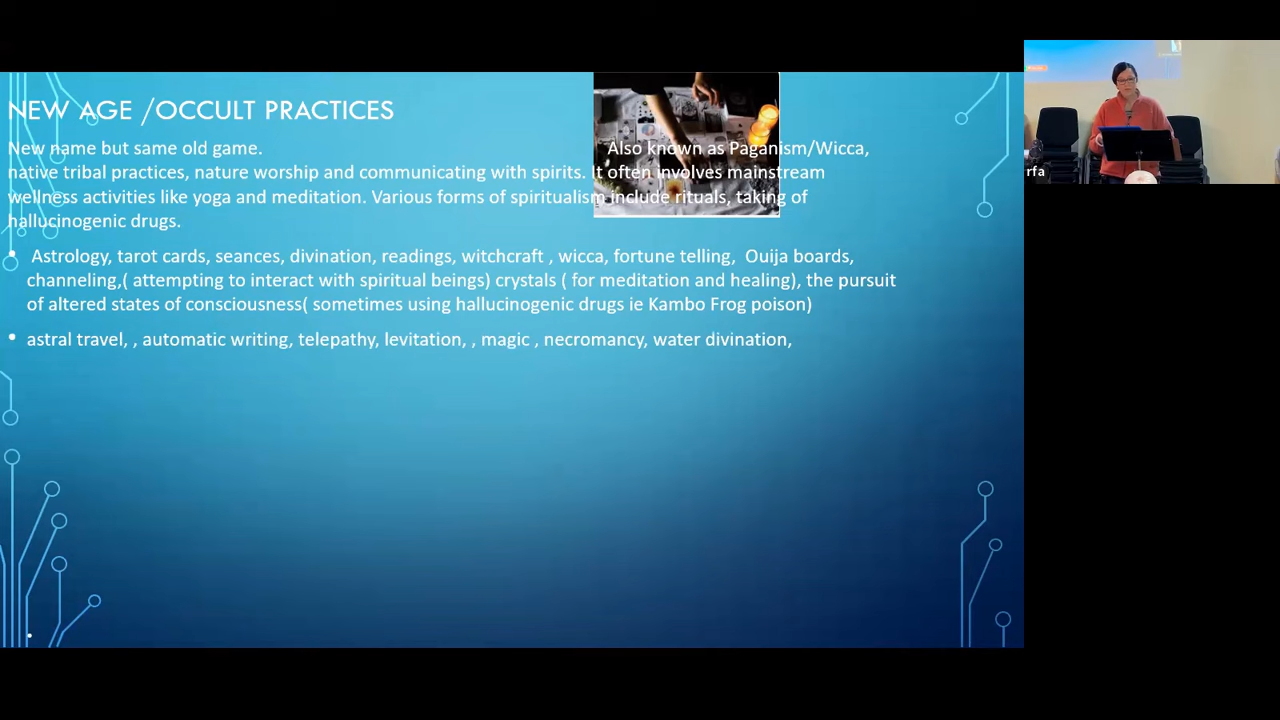 NEW AGE /OCCULT PRACTICES
New name but same old game. Also known as Paganism/Wicca,
native tribal practices, nature worship and communicating with spirits. It often involves mainstream
wellness activities like yoga and meditation. Various forms of spiritualism include rituals, taking of
hallucinogenic drugs.
• Astrology, tarot cards, seances, divination, readings, witchcraft , wicca, fortune telling, Ouija boards,
channeling,( attempting to interact with spiritual beings) crystals ( for meditation and healing), the pursuit
of altered states of consciousness( sometimes using hallucinogenic drugs ie Kambo Frog poison)
• astral travel, , automatic writing, telepathy, levitation, , magic , necromancy, water divination,
•
rfa